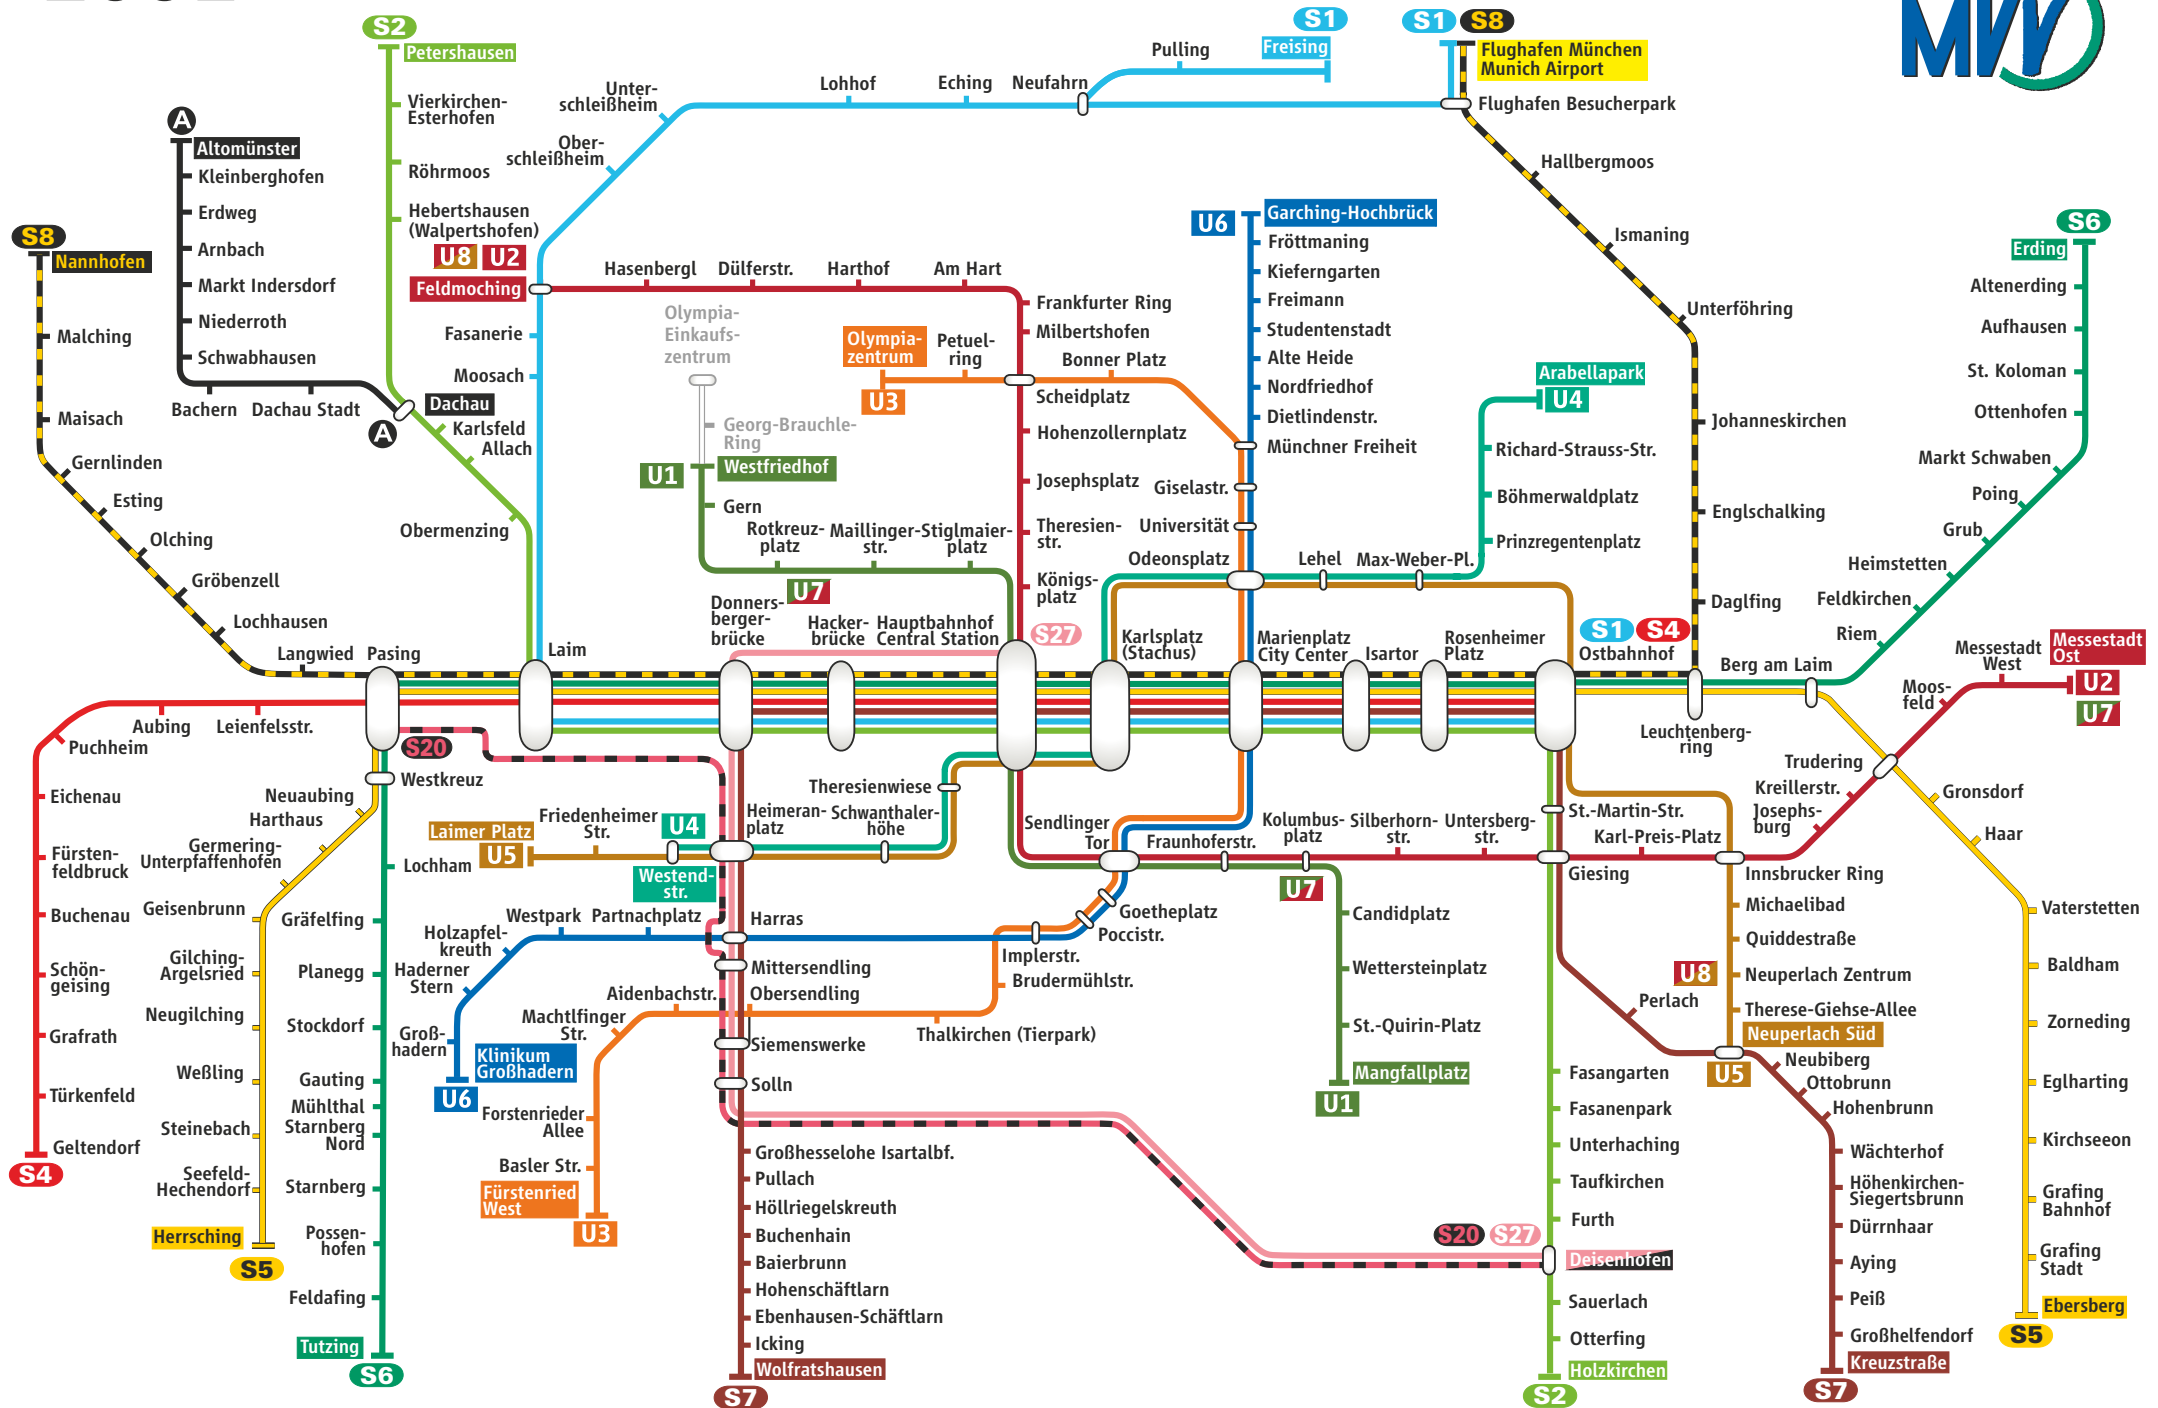 S2
Petershausen
Vierkirchen-
Esterhofen
Röhrmoos
Hebertshausen
(Walpertshofen)
A
Altomünster
Kleinberghofen
Erdweg
Arnbach
Markt Indersdorf
Niederroth
Schwabhausen
Bachern
Dachau Stadt
A
Dachau
Karlsfeld
Allach
Obermenzing
S8
Nannhofen
Malching
Maisach
Gernlinden
Esting
Olching
Gröbenzell
Lochhausen
Langwied
Pasing
Laim
S1
Freising
Pulling
Neufahrn
Eching
Lohhof
Unter-
schleißheim
Ober-
schleißheim
U8
U2
Feldmoching
Fasanerie
Moosach
S1
S8
Flughafen München
Munich Airport
Flughafen Besucherpark
Hallbergmoos
Ismaning
Unterföhring
Johanneskirchen
Englschalking
Daglfing
MVV
Hasenbergl
Dülferstr.
Harthof
Am Hart
Frankfurter Ring
Milbertshofen
Scheidplatz
Hohenzollernplatz
Josephsplatz
Theresien-
str.
Königs-
platz
Olympia-
Einkaufs-
zentrum
Georg-Brauchle-
Ring
U1
Westfriedhof
Gern
Rotkreuz-
platz
Maillinger-
str.
Stiglmaier-
platz
U7
Olympia-
zentrum
U3
Petuel-
ring
Bonner Platz
U6
Garching-Hochbrück
Fröttmaning
Kieferngarten
Freimann
Studentenstadt
Alte Heide
Nordfriedhof
Dietlindenstr.
Münchner Freiheit
Giselastr.
Universität
Odeonsplatz
Lehel
Max-Weber-Pl.
Arabellapark
U4
Richard-Strauss-Str.
Böhmerwaldplatz
Prinzregentenplatz
S6
Erding
Altenerding
Aufhausen
St. Koloman
Ottenhofen
Markt Schwaben
Poing
Grub
Heimstetten
Feldkirchen
Riem
Berg am Laim
Donners-
berger-
brücke
Hacker-
brücke
Hauptbahnhof
Central Station
S27
Karlsplatz
(Stachus)
Marienplatz
City Center
Isartor
Rosenheimer
Platz
S1
S4
Ostbahnhof
Leuchtenberg-
ring
Messestadt
West
Messestadt
Ost
U2
U7
Moos-
feld
Trudering
Kreillerstr.
Josephs-
burg
Gronsdorf
Haar
Vaterstetten
Baldham
Zorneding
Eglharting
Kirchseeon
Grafing
Bahnhof
Grafing
Stadt
Ebersberg
S5
Aubing
Leienfelsstr.
Puchheim
Eichenau
Fürsten-
feldbruck
Buchenau
Schön-
geising
Grafrath
Türkenfeld
Geltendorf
S4
S20
Westkreuz
Neuaubing
Harthaus
Germering-
Unterpfaffenhofen
Geisenbrunn
Gilching-
Argelsried
Neugilching
Weßling
Steinebach
Seefeld-
Hechendorf
Herrsching
S5
Lochham
Gräfelfing
Planegg
Stockdorf
Gauting
Mühlthal
Starnberg
Nord
Starnberg
Possen-
hofen
Feldafing
Tutzing
S6
Laimer Platz
U5
Friedenheimer
Str.
U4
Westend-
str.
Heimeran-
platz
Schwanthaler-
höhe
Theresienwiese
Sendlinger
Tor
Fraunhoferstr.
Kolumbus-
platz
Silberhorn-
str.
Untersberg-
str.
U7
St.-Martin-Str.
Karl-Preis-Platz
Giesing
Innsbrucker Ring
Michaelibad
Quiddestraße
U8
Neuperlach Zentrum
Therese-Giehse-Allee
Neuperlach Süd
U5
Perlach
Neubiberg
Ottobrunn
Hohenbrunn
Wächterhof
Höhenkirchen-
Siegertsbrunn
Dürrnhaar
Aying
Peiß
Großhelfendorf
Kreuzstraße
S7
Candidplatz
Wettersteinplatz
St.-Quirin-Platz
Mangfallplatz
U1
Goetheplatz
Poccistr.
Implerstr.
Brudermühlstr.
Thalkirchen (Tierpark)
Harras
Partnachplatz
Westpark
Holzapfel-
kreuth
Haderner
Stern
Groß-
hadern
Klinikum
Großhadern
U6
Mittersendling
Obersendling
Aidenbachstr.
Machtlfinger
Str.
Forstenrieder
Allee
Basler Str.
Fürstenried
West
U3
Siemenswerke
Solln
Großhesselohe Isartalbf.
Pullach
Höllriegelskreuth
Buchenhain
Baierbrunn
Hohenschäftlarn
Ebenhausen-Schäftlarn
Icking
Wolfratshausen
S7
Fasangarten
Fasanenpark
Unterhaching
Taufkirchen
Furth
S20
S27
Deisenhofen
Sauerlach
Otterfing
Holzkirchen
S2